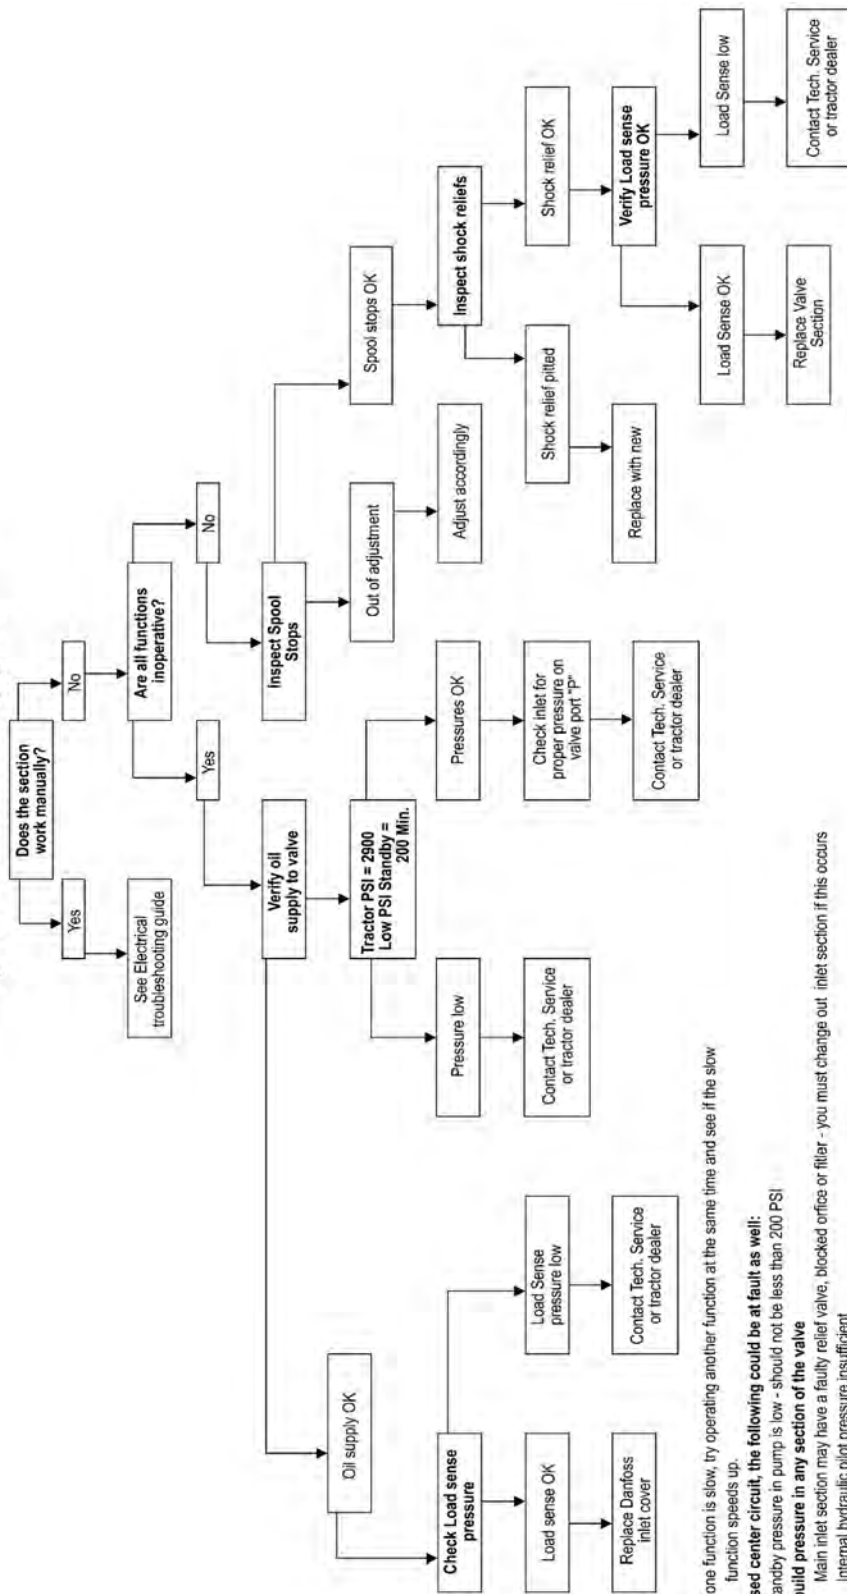 Does the section
work manually?
Yes
No
See Electrical
troubleshooting guide
Are all functions
inoperative?
Yes
No
Verify oil
supply to valve
Inspect Spool
Stops
Oil supply OK
Tractor PSI = 2900
Low PSI Standby =
200 Min.
Out of adjustment
Spool stops OK
Check Load sense
pressure
Pressure low
Pressures OK
Adjust accordingly
Inspect shock reliefs
Load sense OK
Load Sense
pressure low
Contact Tech. Service
or tractor dealer
Check inlet for
proper pressure on
valve port "P"
Shock relief pitted
Shock relief OK
Replace Danfoss
inlet cover
Contact Tech. Service
or tractor dealer
Contact Tech. Service
or tractor dealer
Replace with new
Verify Load sense
pressure OK
Load Sense OK
Load Sense low
Replace Valve
Section
Contact Tech. Service
or tractor dealer
one function is slow, try operating another function at the same time and see if the slow
function speeds up.
center circuit, the following could be at fault as well:
pressure in pump is low - should not be less than 200 PSI
pressure in any section of the valve
Main inlet section may have a faulty relief valve, blocked orfice or fitler - you must change out inlet section if this occurs
Internal hydraulic pilot pressure insufficient